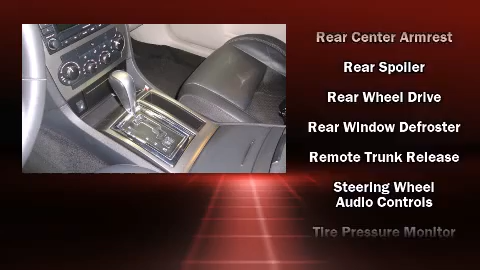 Rear Center Armrest
Rear Spoiler
Rear Wheel Drive
Rear Window Defroster
Remote Trunk Release
Steering Wheel
Audio Controls
Tire Pressure Monitor